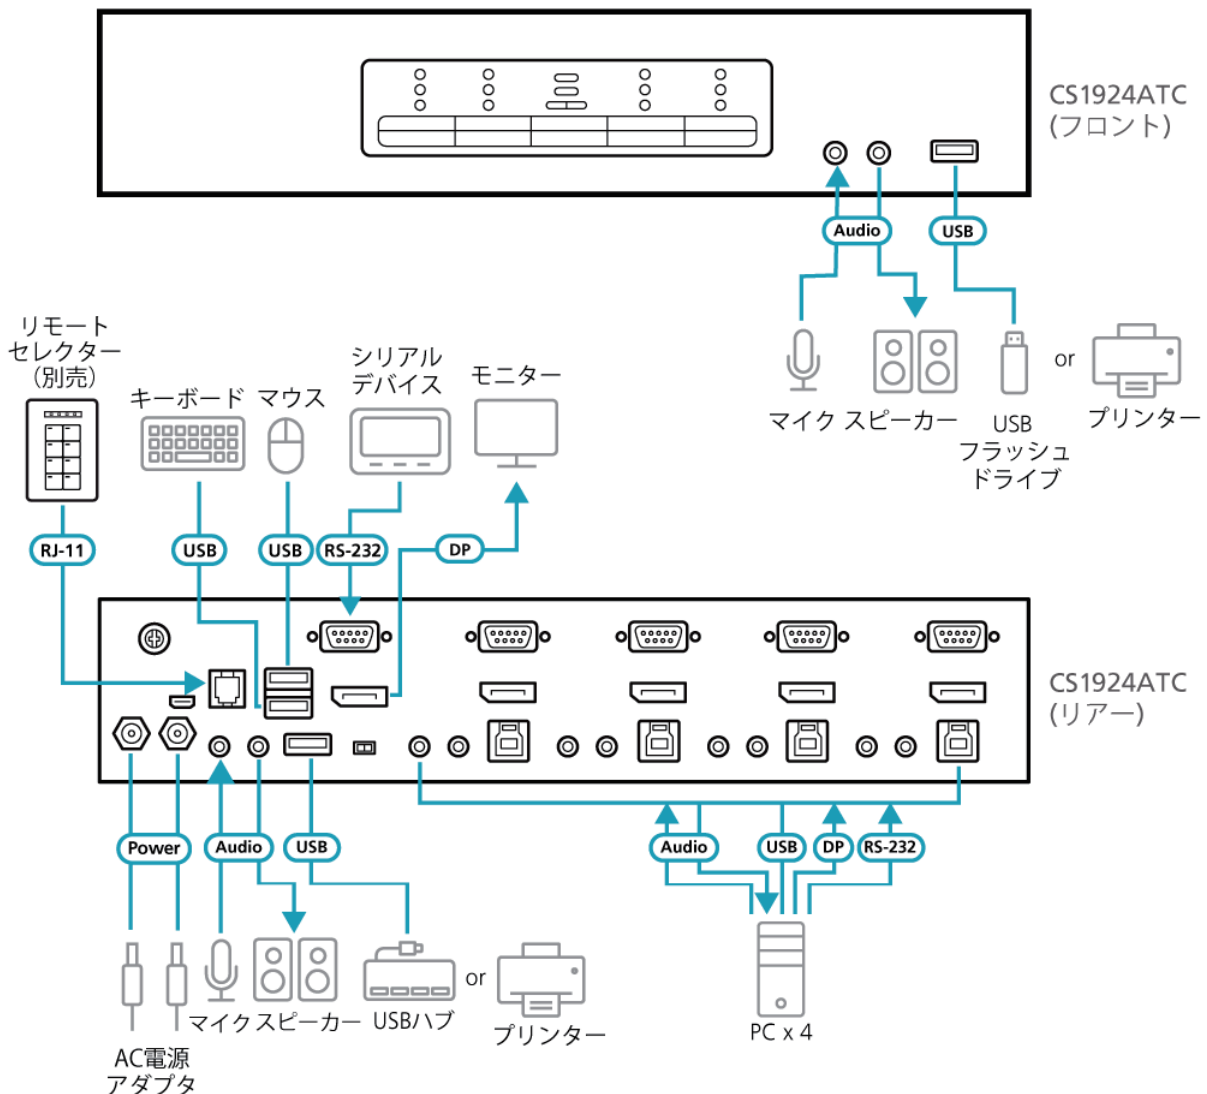 CS1924ATC
(フロント)
Audio
USB
マイク
スピーカー
USB
フラッシュ
ドライブ
or
プリンター
リモート
セレクター
(別売)
キーボード
マウス
シリアル
デバイス
モニター
RJ-11
USB
USB
RS-232
DP
CS1924ATC
(リアー)
Power
Audio
USB
Audio
USB
DP
RS-232
AC電源
アダプタ
マイク
スピーカー
USBハブ
or
プリンター
PC x 4